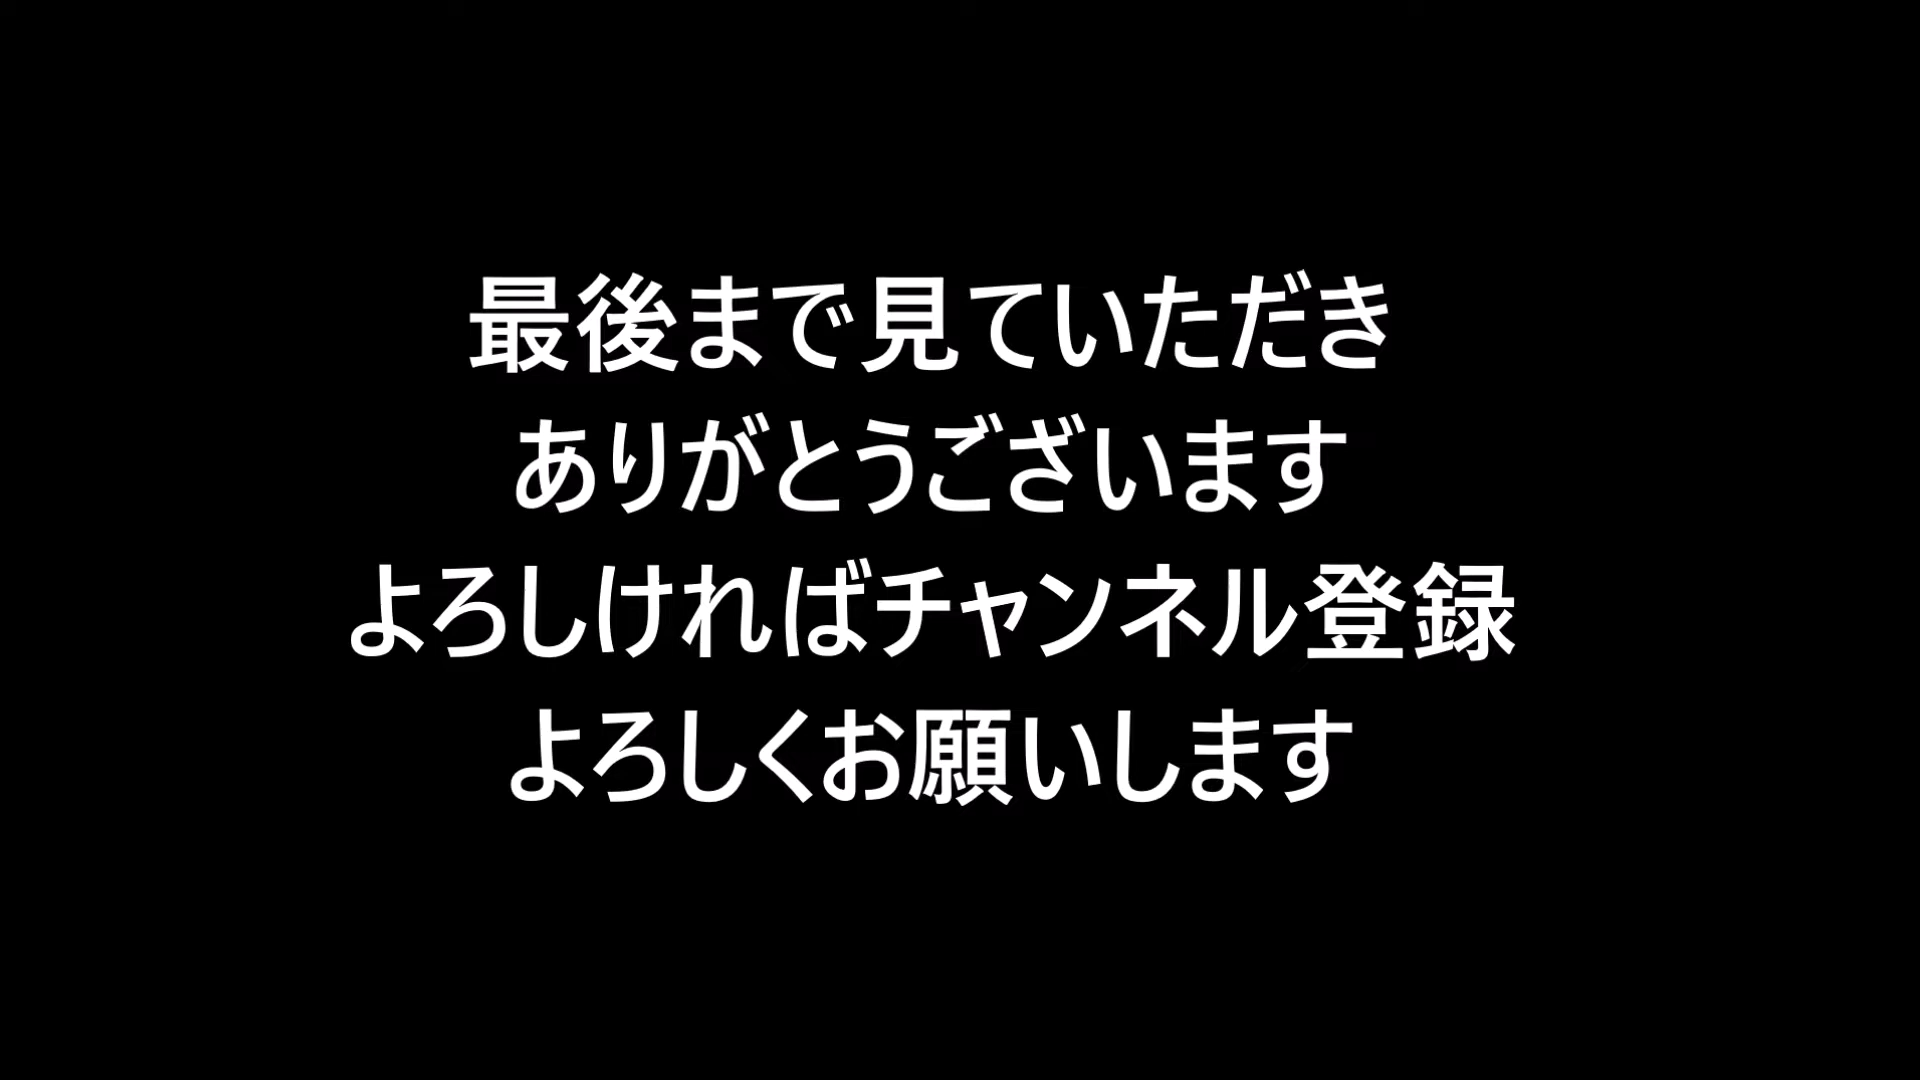 最後まで見ていただき
ありがとうございます
よろしければチャンネル登録
よろしくお願いします